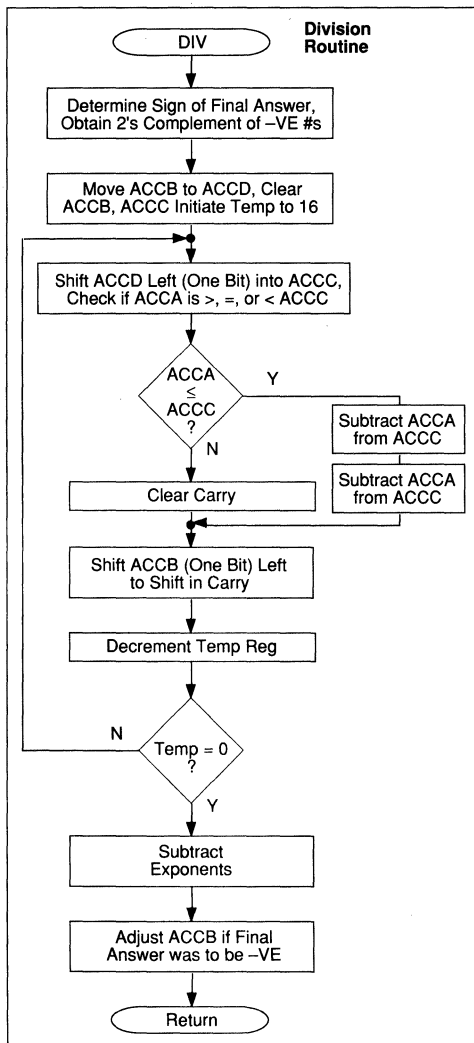 Division
Routine
DIV
Determine Sign of Final Answer,
Obtain 2's Complement of –VE #s
Move ACCB to ACCD, Clear
ACCB, ACCC Initiate Temp to 16
Shift ACCD Left (One Bit) into ACCC,
Check if ACCA is >, =, or < ACCC
ACCA
≤
ACCC
?
Y
N
Subtract ACCA
from ACCC
Subtract ACCA
from ACCC
Clear Carry
Shift ACCB (One Bit) Left
to Shift in Carry
Decrement Temp Reg
N
Temp = 0
?
Y
Subtract
Exponents
Adjust ACCB if Final
Answer was to be –VE
Return